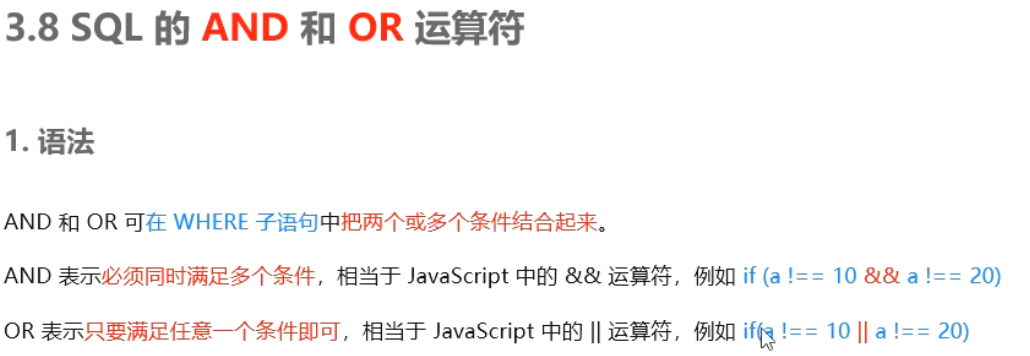 3.8 SQL 的 AND 和 OR 运算符
1. 语法
AND 和 OR 可在 WHERE 子语句中把两个或多个条件结合起来。
AND 表示必须同时满足多个条件，相当于 JavaScript 中的 && 运算符，例如 if (a !== 10 && a !== 20)
OR 表示只要满足任意一个条件即可，相当于 JavaScript 中的 || 运算符，例如 if(a !== 10 || a !== 20)